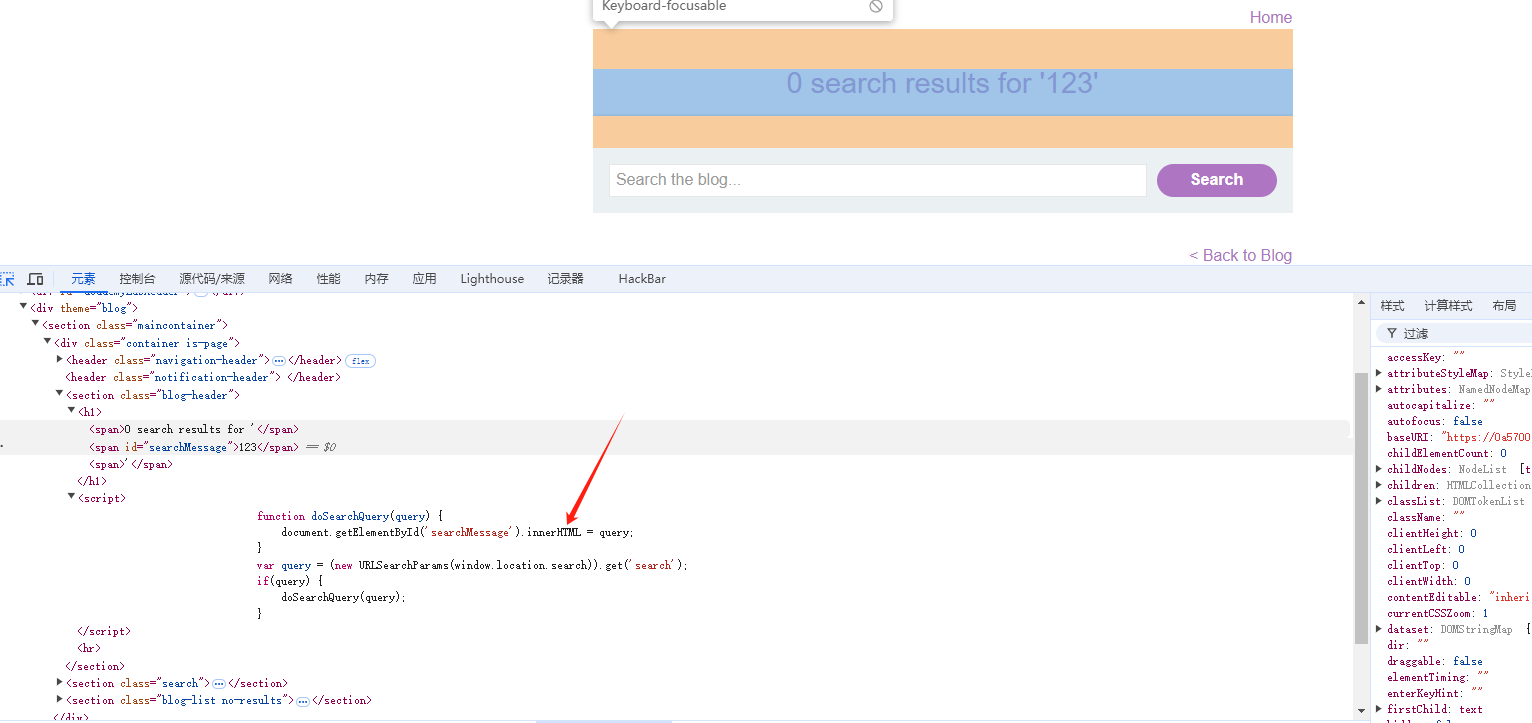 Keyboard-focusable
Home
0 search results for '123'
Search the blog...
Search
< Back to Blog
元素 控制台 源代码/来源 网络 性能 内存 应用 Lighthouse 记录器 HackBar
<div theme="blog">
<section class="maincontainer">
<div class="container is-page">
<header class="navigation-header"> ⋯ </header> flex
<header class="notification-header"> </header>
<section class="blog-header">
<h1>
<span>0 search results for '</span>
<span id="searchMessage">123</span> == $0
<span>'</span>
</h1>
<script>
function doSearchQuery(query) {
document.getElementById('searchMessage').innerHTML = query;
}
var query = (new URLSearchParams(window.location.search)).get('search');
if(query) {
doSearchQuery(query);
}
</script>
<hr>
</section>
<section class="search"> ⋯ </section>
<section class="blog-list no-results"> ⋯ </section>
</div>
样式 计算样式 布局
过滤
accessKey: ""
attributeStyleMap: Style
attributes: NamedNodeMap
autocapitalize: ""
autofocus: false
baseURI: "https://0a5700
childElementCount: 0
childNodes: NodeList [t
children: HTMLCollection
classList: DOMTokenList
className: ""
clientHeight: 0
clientLeft: 0
clientTop: 0
clientWidth: 0
contentEditable: "inheri
currentCSSZoom: 1
dataset: DOMStringMap {
dir: ""
draggable: false
elementTiming: ""
enterKeyHint: ""
firstChild: text